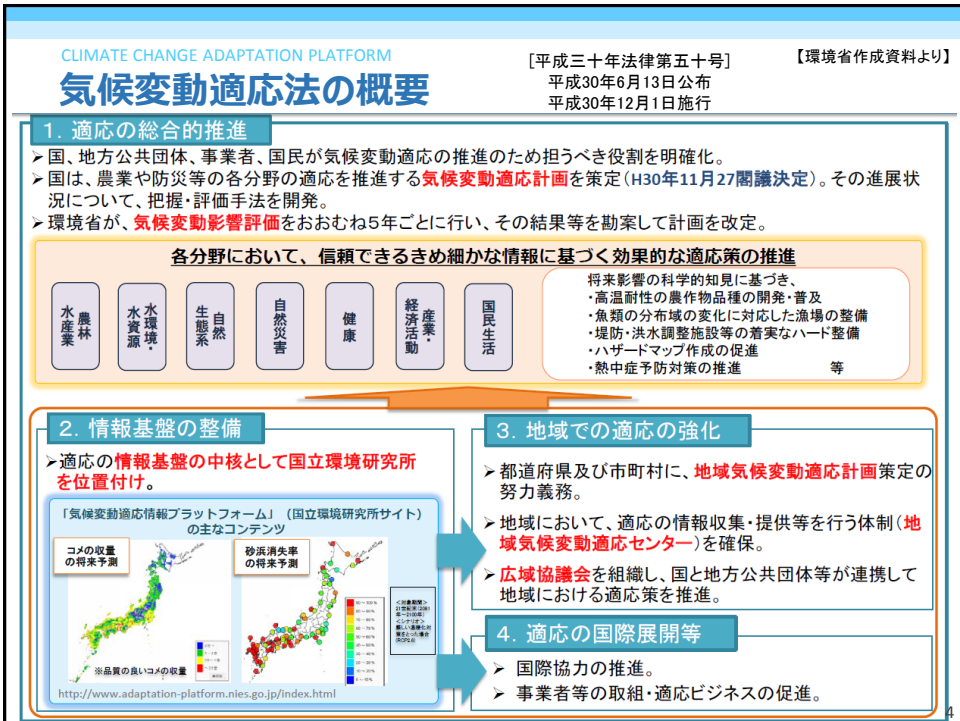 CLIMATE CHANGE ADAPTATION PLATFORM
気候変動適応法の概要
[平成三十年法律第五十号]
平成30年6月13日公布
平成30年12月1日施行
【環境省作成資料より】
１．適応の総合的推進
➢国、地方公共団体、事業者、国民が気候変動適応の推進のため担うべき役割を明確化。
➢国は、農業や防災等の各分野の適応を推進する気候変動適応計画を策定（H30年11月27閣議決定）。その進展状
況について、把握・評価手法を開発。
➢環境省が、気候変動影響評価をおおむね５年ごとに行い、その結果等を勘案して計画を改定。
各分野において、信頼できるきめ細かな情報に基づく効果的な適応策の推進
農林
水産業
水環境・
水資源
自然
生態系
自然災害
健康
産業・
経済活動
国民生活
将来影響の科学的知見に基づき、
・高温耐性の農作物品種の開発・普及
・魚類の分布域の変化に対応した漁場の整備
・堤防・洪水調整施設等の着実なハード整備
・ハザードマップ作成の促進
・熱中症予防対策の推進　等
２．情報基盤の整備
➢適応の情報基盤の中核として国立環境研究所
を位置付け。
「気候変動適応情報プラットフォーム」（国立環境研究所サイト）
の主なコンテンツ
コメの収量
の将来予測
※品質の良いコメの収量
砂浜消失率
の将来予測
＜対象期間＞
http://www.adaptation-platform.nies.go.jp/index.html
３．地域での適応の強化
➢都道府県及び市町村に、地域気候変動適応計画策定の
努力義務。
➢地域において、適応の情報収集・提供等を行う体制（地
域気候変動適応センター）を確保。
➢広域協議会を組織し、国と地方公共団体等が連携して
地域における適応策を推進。
４．適応の国際展開等
➢ 国際協力の推進。
➢ 事業者等の取組・適応ビジネスの促進。
4